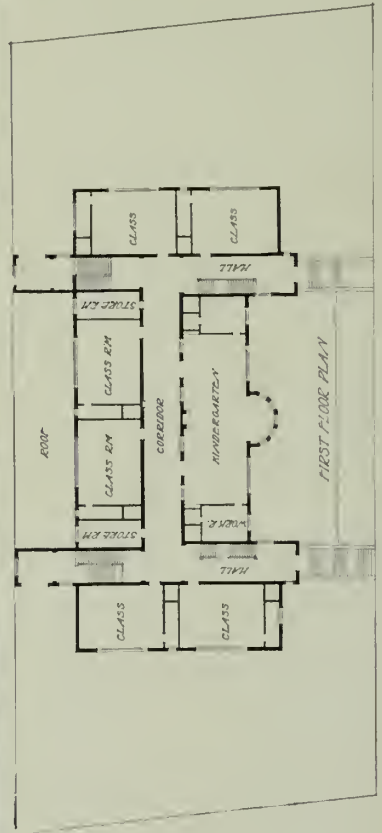 ROOF
CLASS
STORE RM
CLASS RM
CLASS RM
STORE RM
CLASS
CORRIDOR
CLASS
HALL
WORK R.
KINDERGARTEN
HALL
CLASS
FIRST FLOOR PLAN